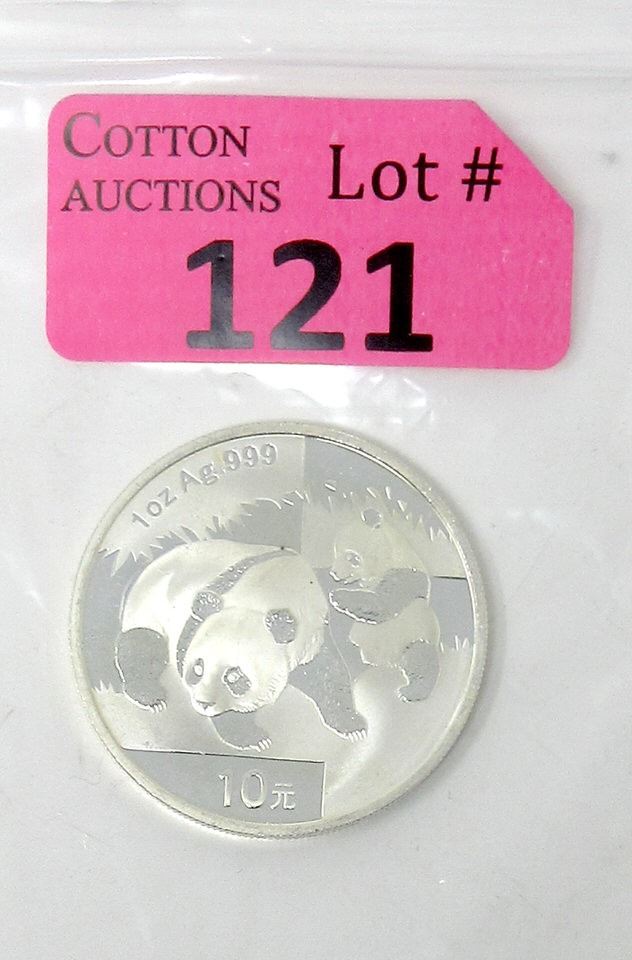 COTTON
AUCTIONS
Lot #
121
1oz Ag.999
10元